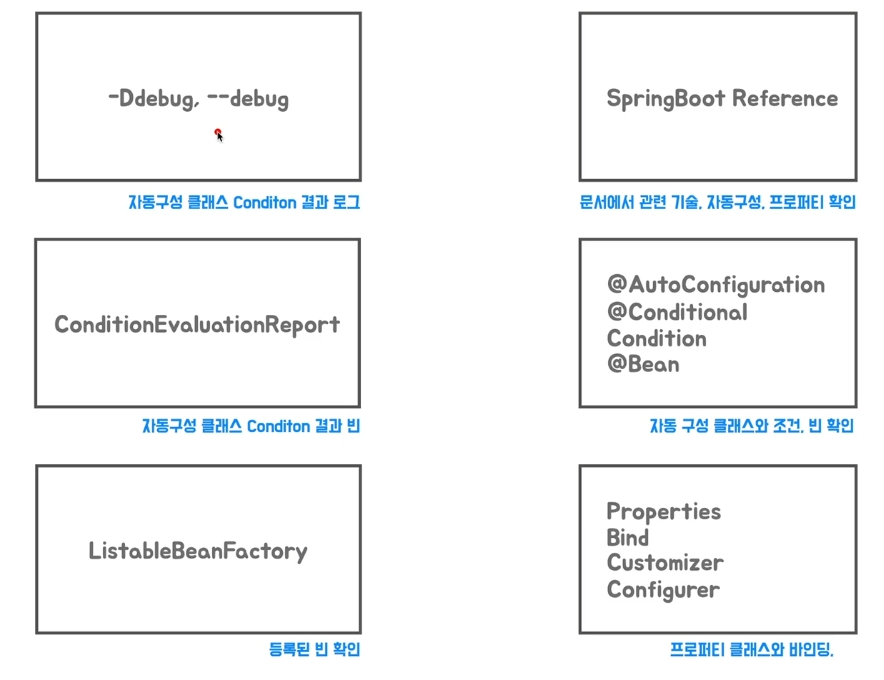 -Ddebug, --debug
자동구성 클래스 Conditon 결과 로그
SpringBoot Reference
문서에서 관련 기술, 자동구성, 프로퍼티 확인
ConditionEvaluationReport
자동구성 클래스 Conditon 결과 빈
@AutoConfiguration
@Conditional
Condition
@Bean
자동 구성 클래스와 조건, 빈 확인
ListableBeanFactory
등록된 빈 확인
Properties
Bind
Customizer
Configurer
프로퍼티 클래스와 바인딩,